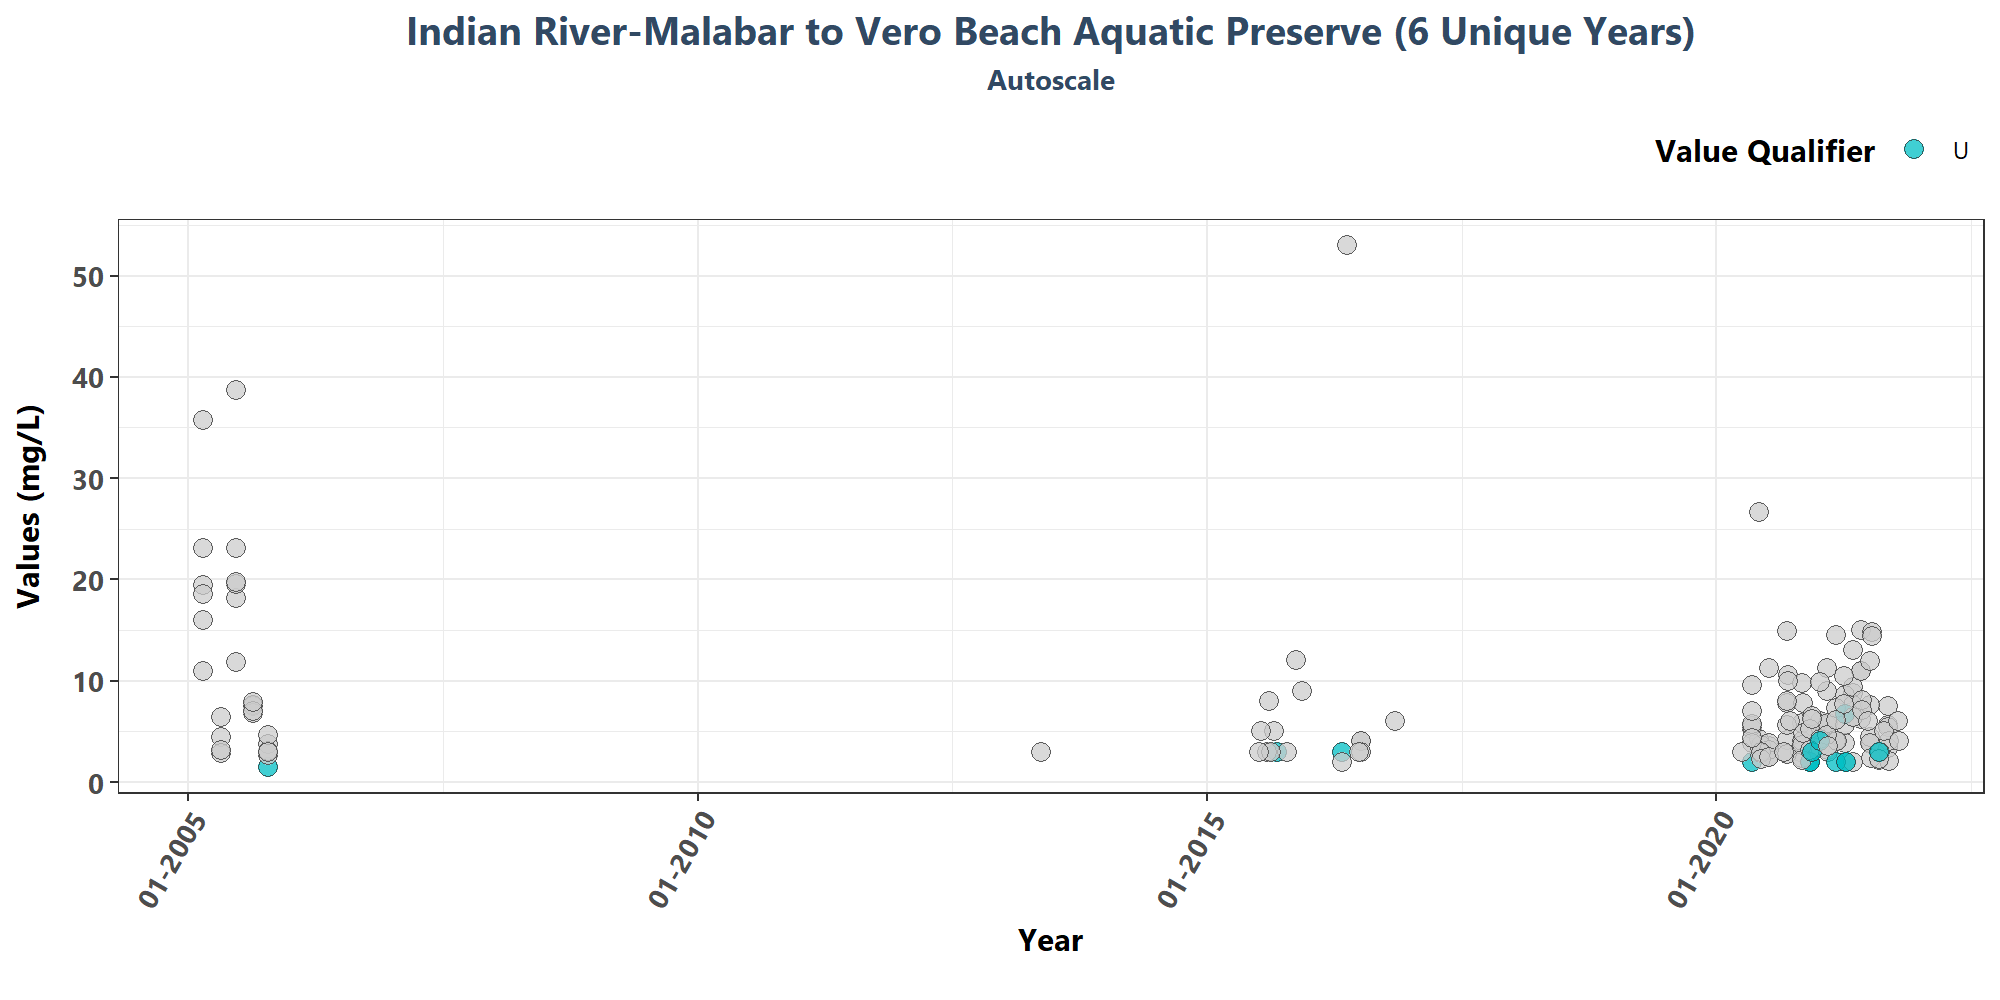 Indian River-Malabar to Vero Beach Aquatic Preserve (6 Unique Years)
Autoscale
Value Qualifier U
Values (mg/L)
50
40
30
20
10
0
01-2005 01-2010 01-2015 01-2020
Year